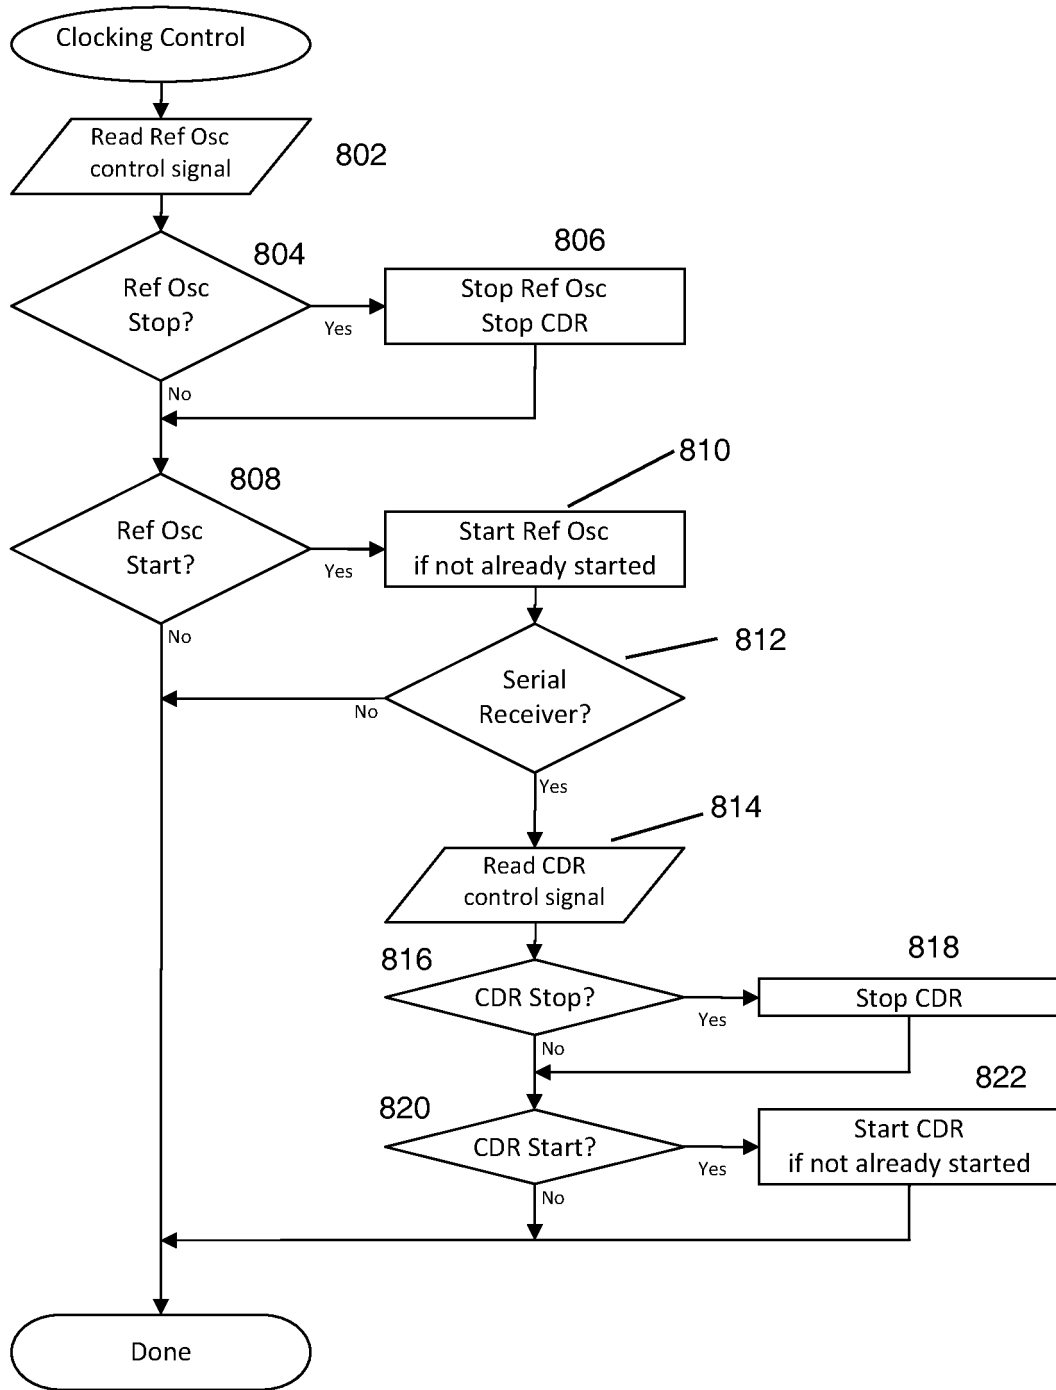 Clocking Control
Read Ref Osc
control signal
802
804
Ref Osc
Stop?
Yes
No
806
Stop Ref Osc
Stop CDR
808
Ref Osc
Start?
Yes
No
810
Start Ref Osc
if not already started
812
Serial
Receiver?
No
Yes
814
Read CDR
control signal
816
CDR Stop?
Yes
No
818
Stop CDR
820
CDR Start?
Yes
No
822
Start CDR
if not already started
Done